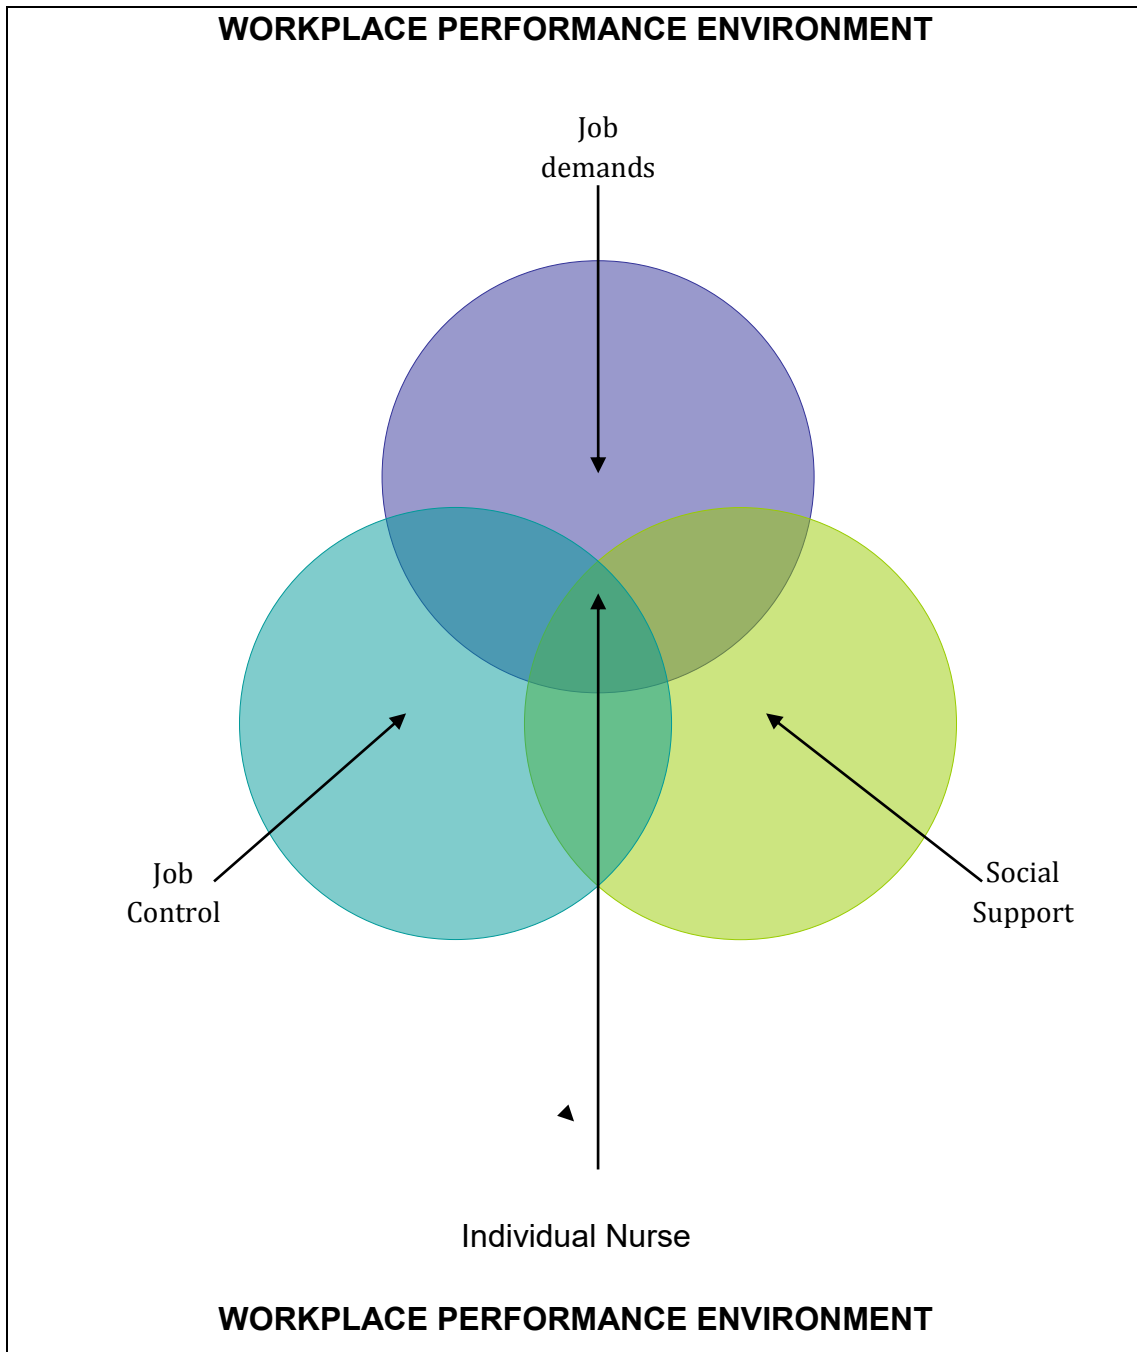 WORKPLACE PERFORMANCE ENVIRONMENT
Job
demands
Job
Control
Social
Support
Individual Nurse
WORKPLACE PERFORMANCE ENVIRONMENT